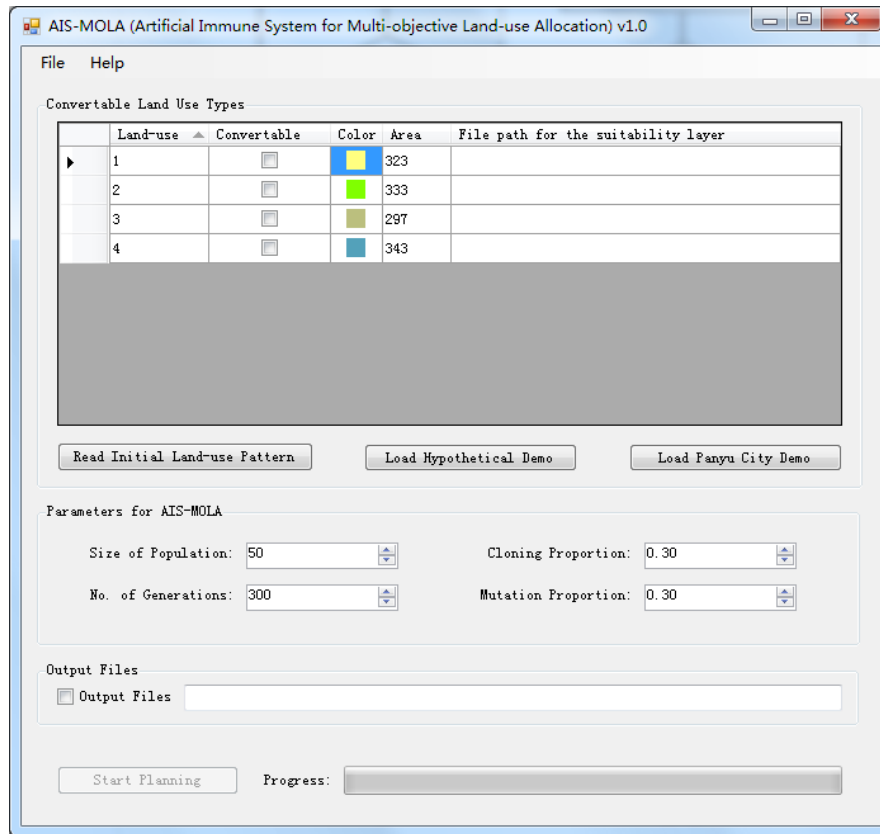 AIS-MOLA (Artificial Immune System for Multi-objective Land-use Allocation) v1.0
File Help
Convertable Land Use Types
Land-use Convertable Color Area File path for the suitability layer
1 323
2 333
3 297
4 343
Read Initial Land-use Pattern Load Hypothetical Demo Load Panyu City Demo
Parameters for AIS-MOLA
Size of Population: 50 Cloning Proportion: 0.30
No. of Generations: 300 Mutation Proportion: 0.30
Output Files
Output Files
Start Planning Progress: